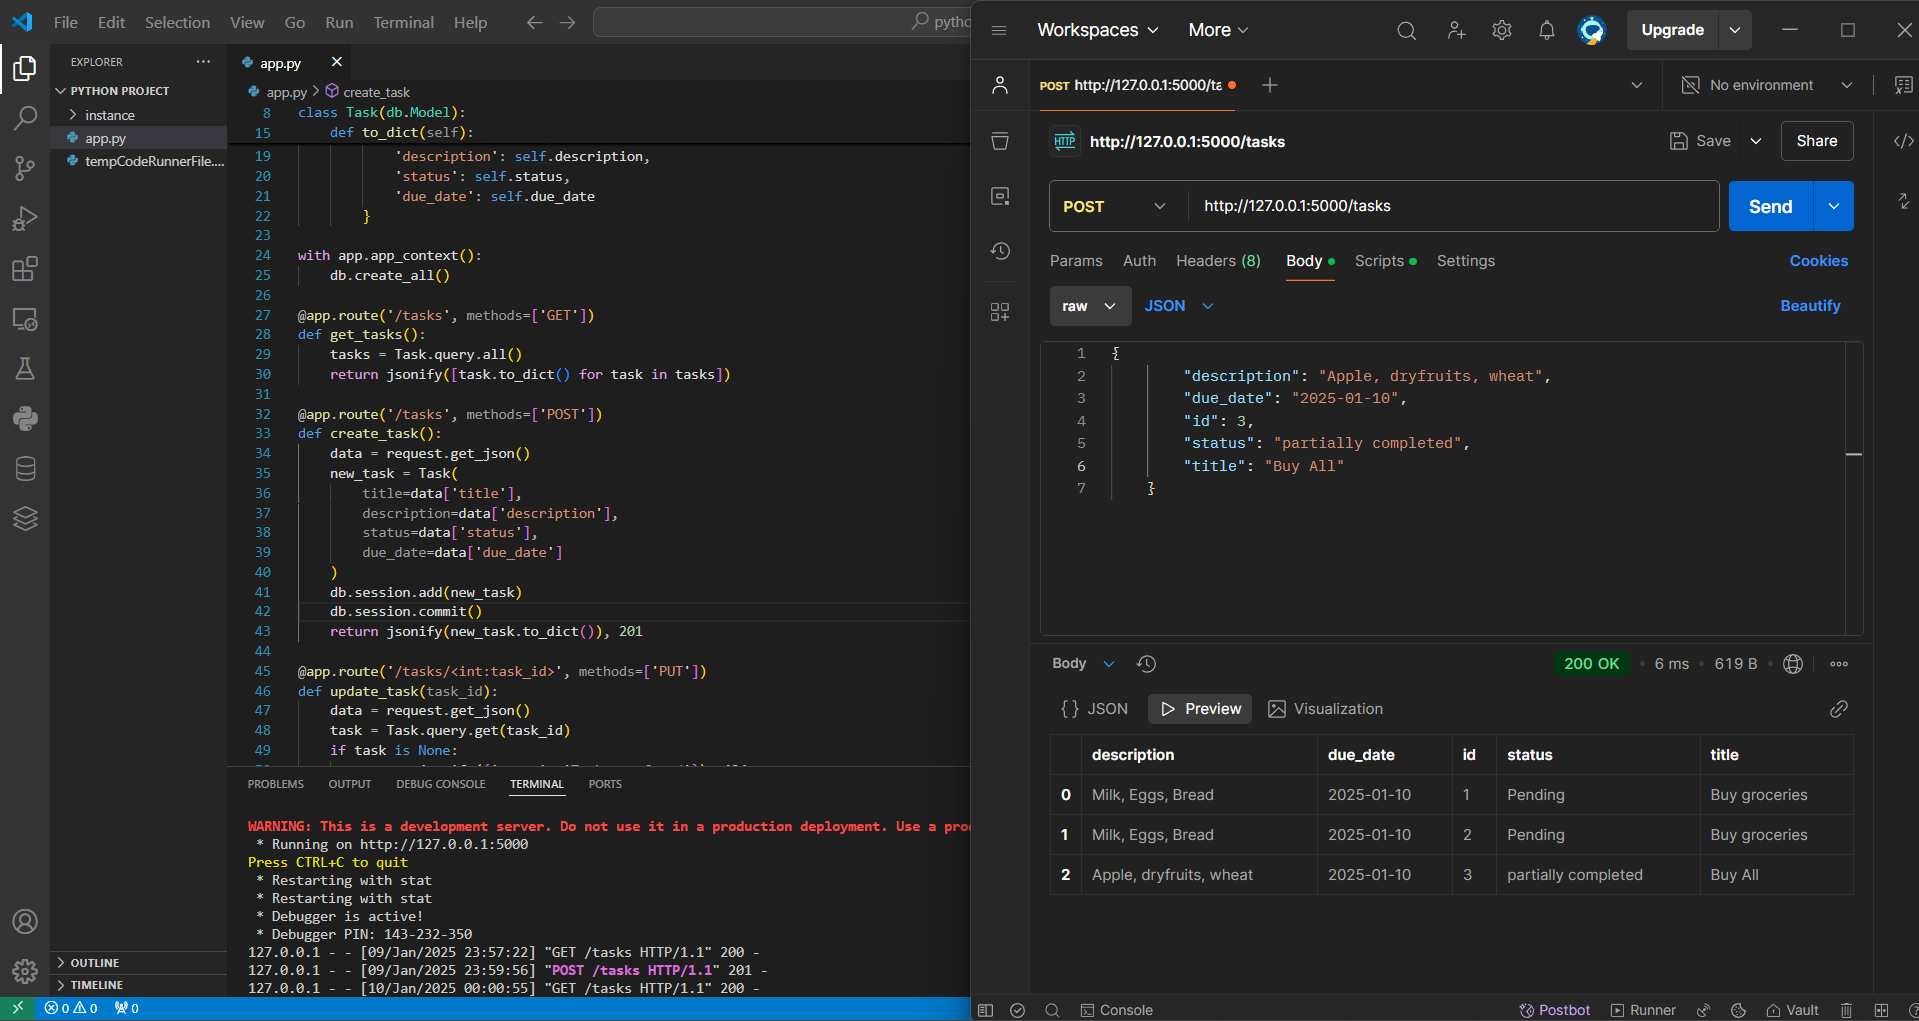 File Edit Selection View Go Run Terminal Help
EXPLORER
PYTHON PROJECT
instance
app.py
tempCodeRunnerFile....
OUTLINE
TIMELINE
app.py
app.py > create_task
8 class Task(db.Model):
15 def to_dict(self):
19 'description': self.description,
20 'status': self.status,
21 'due_date': self.due_date
22 }
23
24 with app.app_context():
25 db.create_all()
26
27 @app.route('/tasks', methods=['GET'])
28 def get_tasks():
29 tasks = Task.query.all()
30 return jsonify([task.to_dict() for task in tasks])
31
32 @app.route('/tasks', methods=['POST'])
33 def create_task():
34 data = request.get_json()
35 new_task = Task(
36 title=data['title'],
37 description=data['description'],
38 status=data['status'],
39 due_date=data['due_date']
40 )
41 db.session.add(new_task)
42 db.session.commit()
43 return jsonify(new_task.to_dict()), 201
44
45 @app.route('/tasks/<int:task_id>', methods=['PUT'])
46 def update_task(task_id):
47 data = request.get_json()
48 task = Task.query.get(task_id)
49 if task is None:
PROBLEMS OUTPUT DEBUG CONSOLE TERMINAL PORTS
WARNING: This is a development server. Do not use it in a production deployment. Use a pro
* Running on http://127.0.0.1:5000
Press CTRL+C to quit
* Restarting with stat
* Restarting with stat
* Debugger is active!
* Debugger PIN: 143-232-350
127.0.0.1 - - [09/Jan/2025 23:57:22] "GET /tasks HTTP/1.1" 200 -
127.0.0.1 - - [09/Jan/2025 23:59:56] "POST /tasks HTTP/1.1" 201 -
127.0.0.1 - - [10/Jan/2025 00:00:55] "GET /tasks HTTP/1.1" 200 -
0 0 0
Workspaces More Upgrade
POST http://127.0.0.1:5000/ta No environment
HTTP http://127.0.0.1:5000/tasks Save Share
POST http://127.0.0.1:5000/tasks Send
Params Auth Headers (8) Body Scripts Settings Cookies
raw JSON Beautify
1 {
2 "description": "Apple, dryfruits, wheat",
3 "due_date": "2025-01-10",
4 "id": 3,
5 "status": "partially completed",
6 "title": "Buy All"
7 }
Body 200 OK 6 ms 619 B
{} JSON Preview Visualization
description due_date id status title
0 Milk, Eggs, Bread 2025-01-10 1 Pending Buy groceries
1 Milk, Eggs, Bread 2025-01-10 2 Pending Buy groceries
2 Apple, dryfruits, wheat 2025-01-10 3 partially completed Buy All
Console Postbot Runner Vault